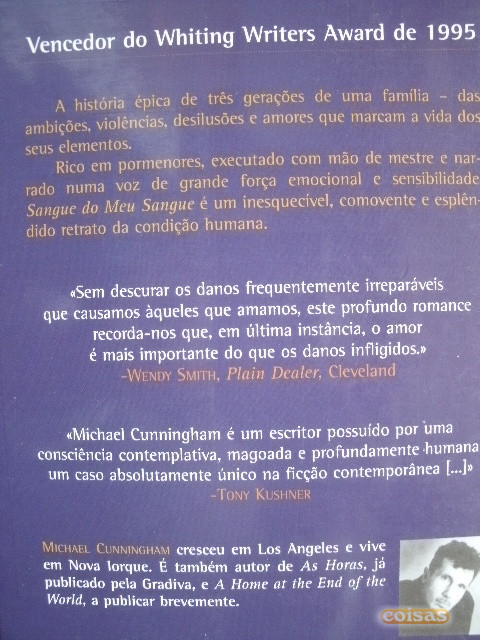 Vencedor do Whiting Writers Award de 1995
A história épica de três gerações de uma família – das
ambições, violências, desilusões e amores que marcam a vida dos
seus elementos.
Rico em pormenores, executado com mão de mestre e nar-
rado numa voz de grande força emocional e sensibilidade
Sangue do Meu Sangue é um inesquecível, comovente e esplên-
dido retrato da condição humana.
«Sem descurar os danos frequentemente irreparáveis
que causamos àqueles que amamos, este profundo romance
recorda-nos que, em última instância, o amor
é mais importante do que os danos infligidos.»
-WENDY SMITH, Plain Dealer, Cleveland
«Michael Cunningham é um escritor possuído por uma
consciência contemplativa, magoada e profundamente humana
um caso absolutamente único na ficção contemporânea [...]»
-TONY KUSHNER
MICHAEL CUNNINGHAM cresceu em Los Angeles e vive
em Nova Iorque. É também autor de As Horas, já
publicado pela Gradiva, e A Home at the End of the
World, a publicar brevemente.
coisas